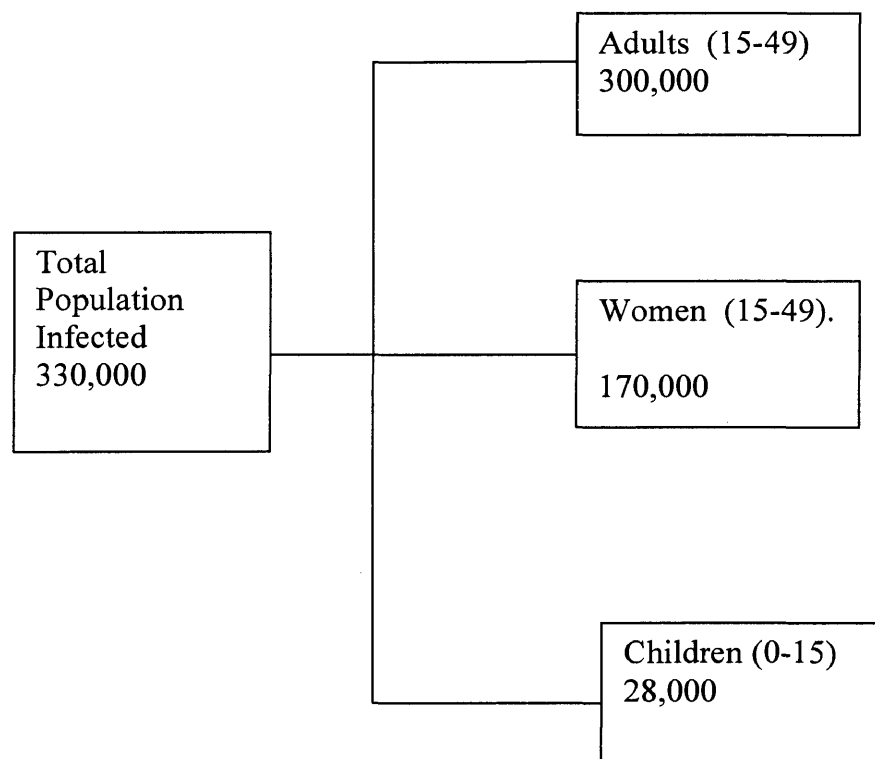 Adults (15-49)
300,000
Total
Population
Infected
330,000
Women (15-49).
170,000
Children (0-15)
28,000